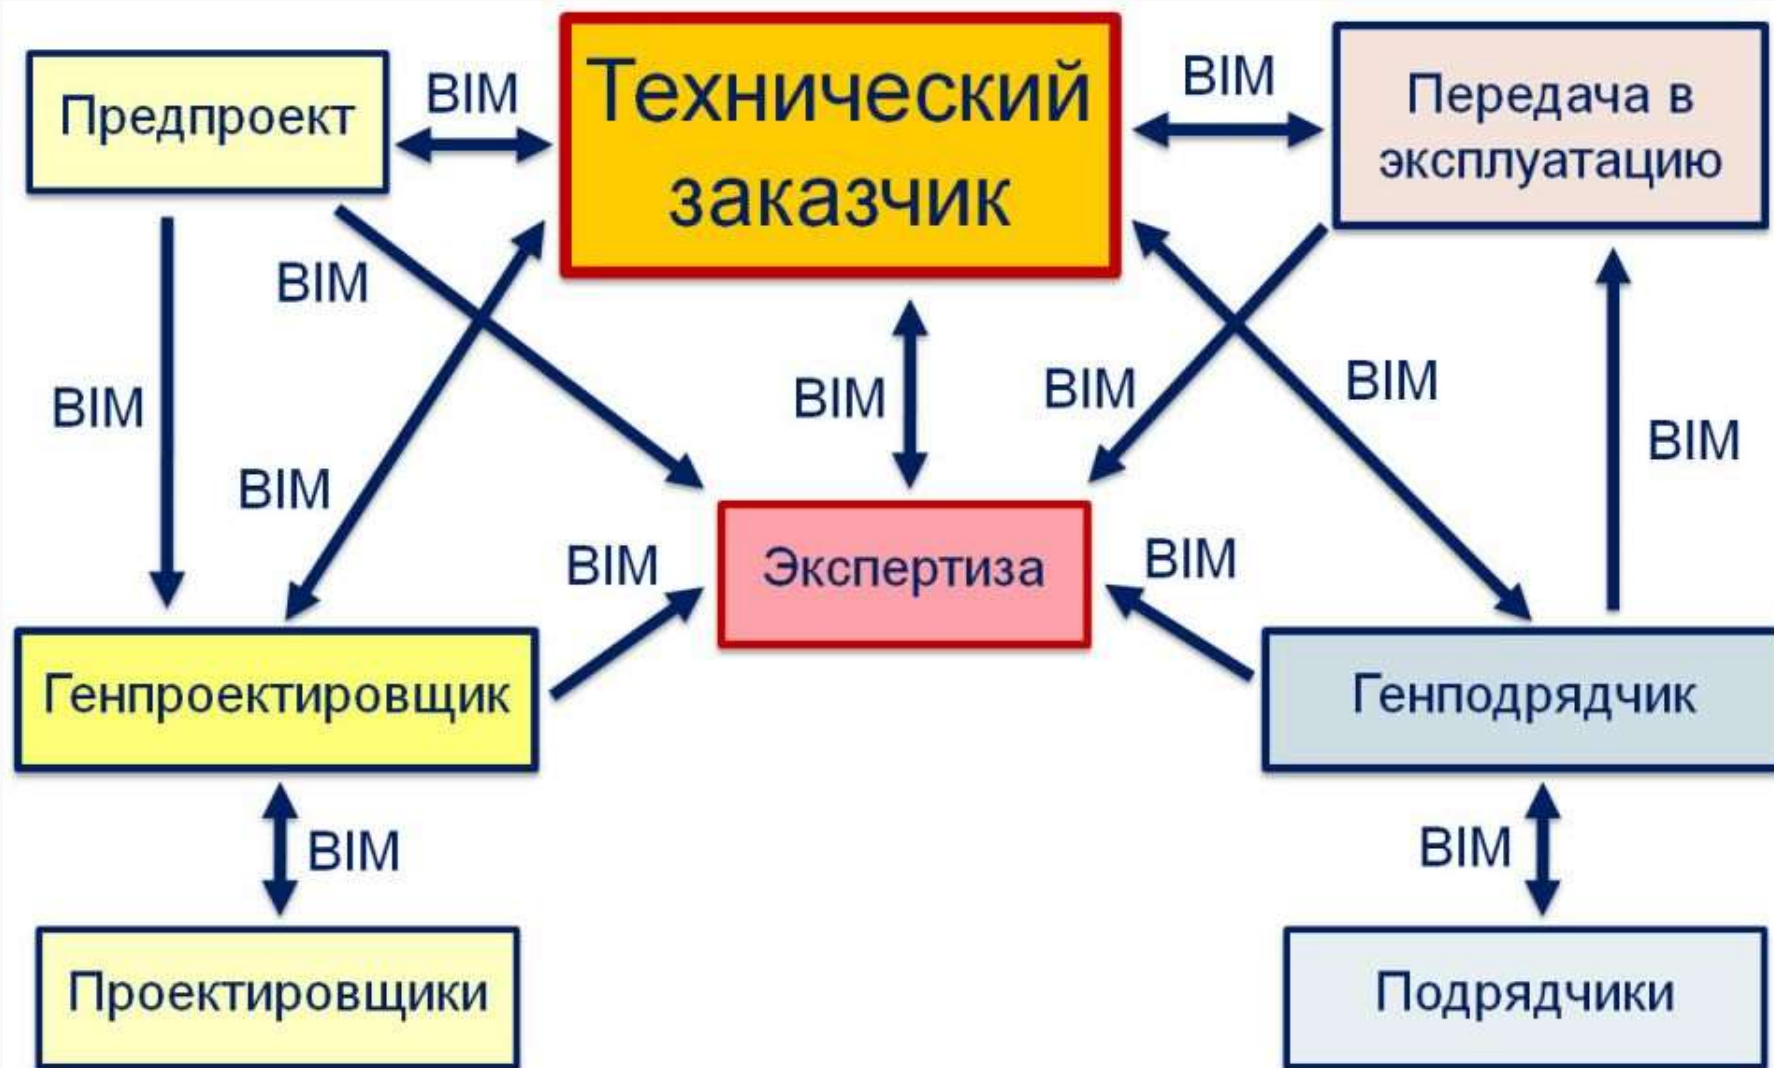 Предпроект
BIM
Технический
заказчик
BIM
Передача в
эксплуатацию
BIM
BIM
BIM
BIM
BIM
BIM
BIM
BIM
BIM
Экспертиза
BIM
Генпроектировщик
Генподрядчик
BIM
BIM
Проектировщики
Подрядчики